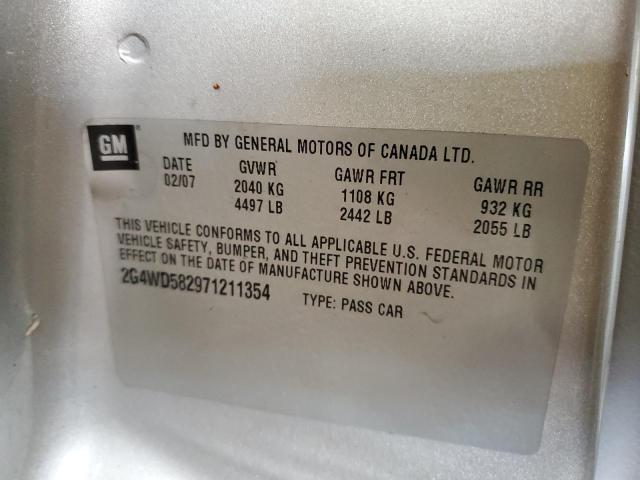 GM
MFD BY GENERAL MOTORS OF CANADA LTD.
DATE GVWR GAWR FRT GAWR RR
02/07 2040 KG 1108 KG 932 KG
4497 LB 2442 LB 2055 LB
THIS VEHICLE CONFORMS TO ALL APPLICABLE U.S. FEDERAL MOTOR
VEHICLE SAFETY, BUMPER, AND THEFT PREVENTION STANDARDS IN
EFFECT ON THE DATE OF MANUFACTURE SHOWN ABOVE.
2G4WD582971211354 TYPE: PASS CAR